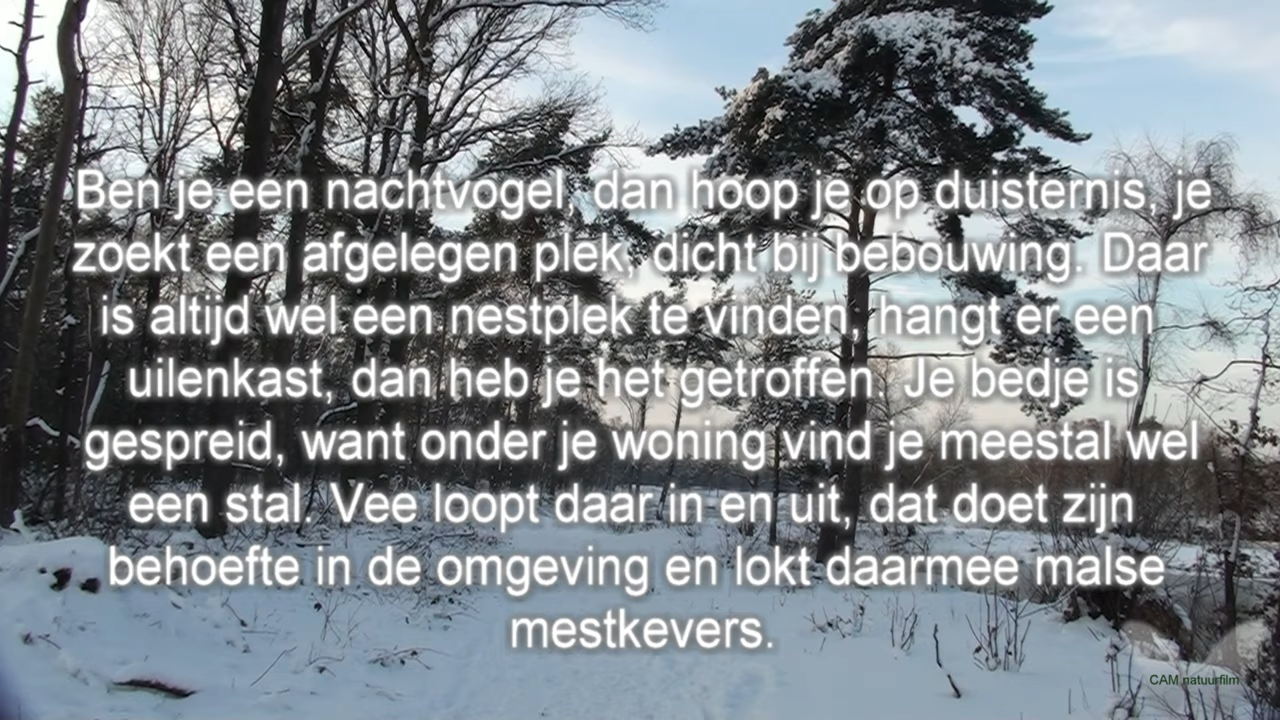 Ben je een nachtvogel, dan hoop je op duisternis, je
zoekt een afgelegen plek, dicht bij bebouwing. Daar
is altijd wel een nestplek te vinden, hangt er een
uilenkast, dan heb je het getroffen. Je bedje is
gespreid, want onder je woning vind je meestal wel
een stal. Vee loopt daar in en uit, dat doet zijn
behoefte in de omgeving en lokt daarmee malse
mestkevers.
CAM natuurfilm